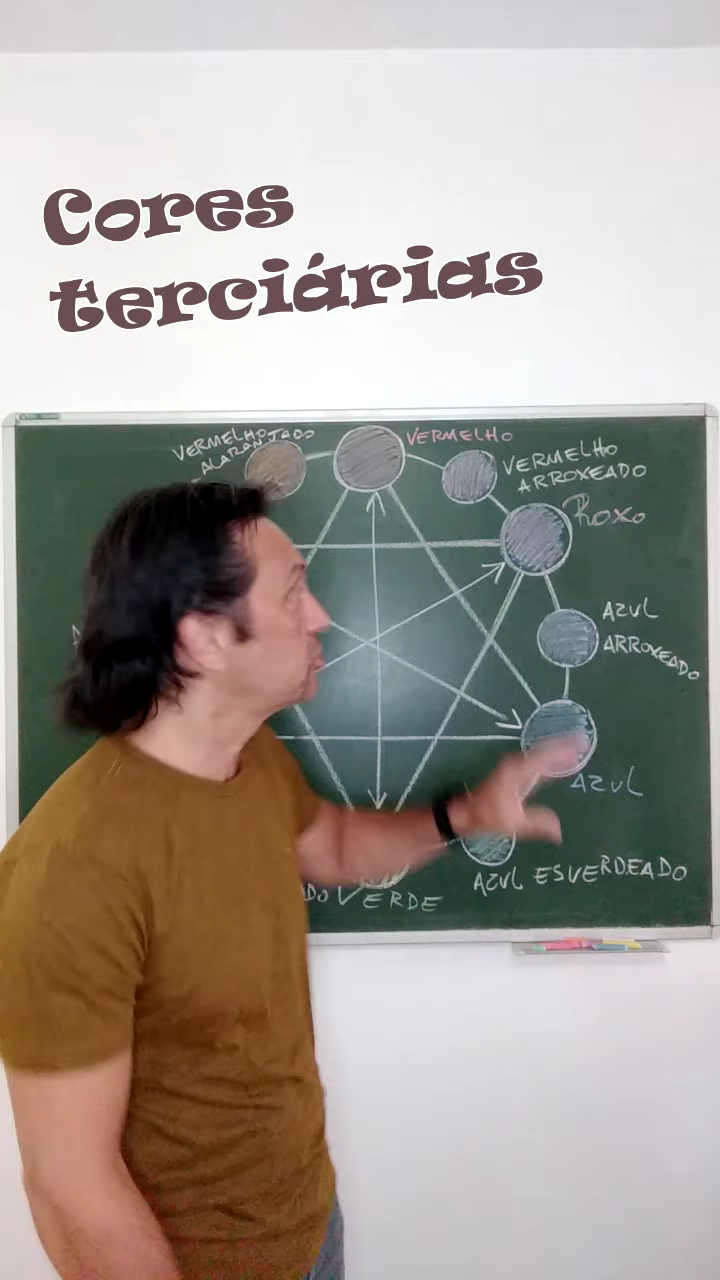 Cores
terciárias
VERMELHO
ALARANJADO
VERMELHO
VERMELHO
ARROXEADO
Roxo
AZUL
ARROXEADO
AZUL
AZUL ESVERDEADO
VERDE